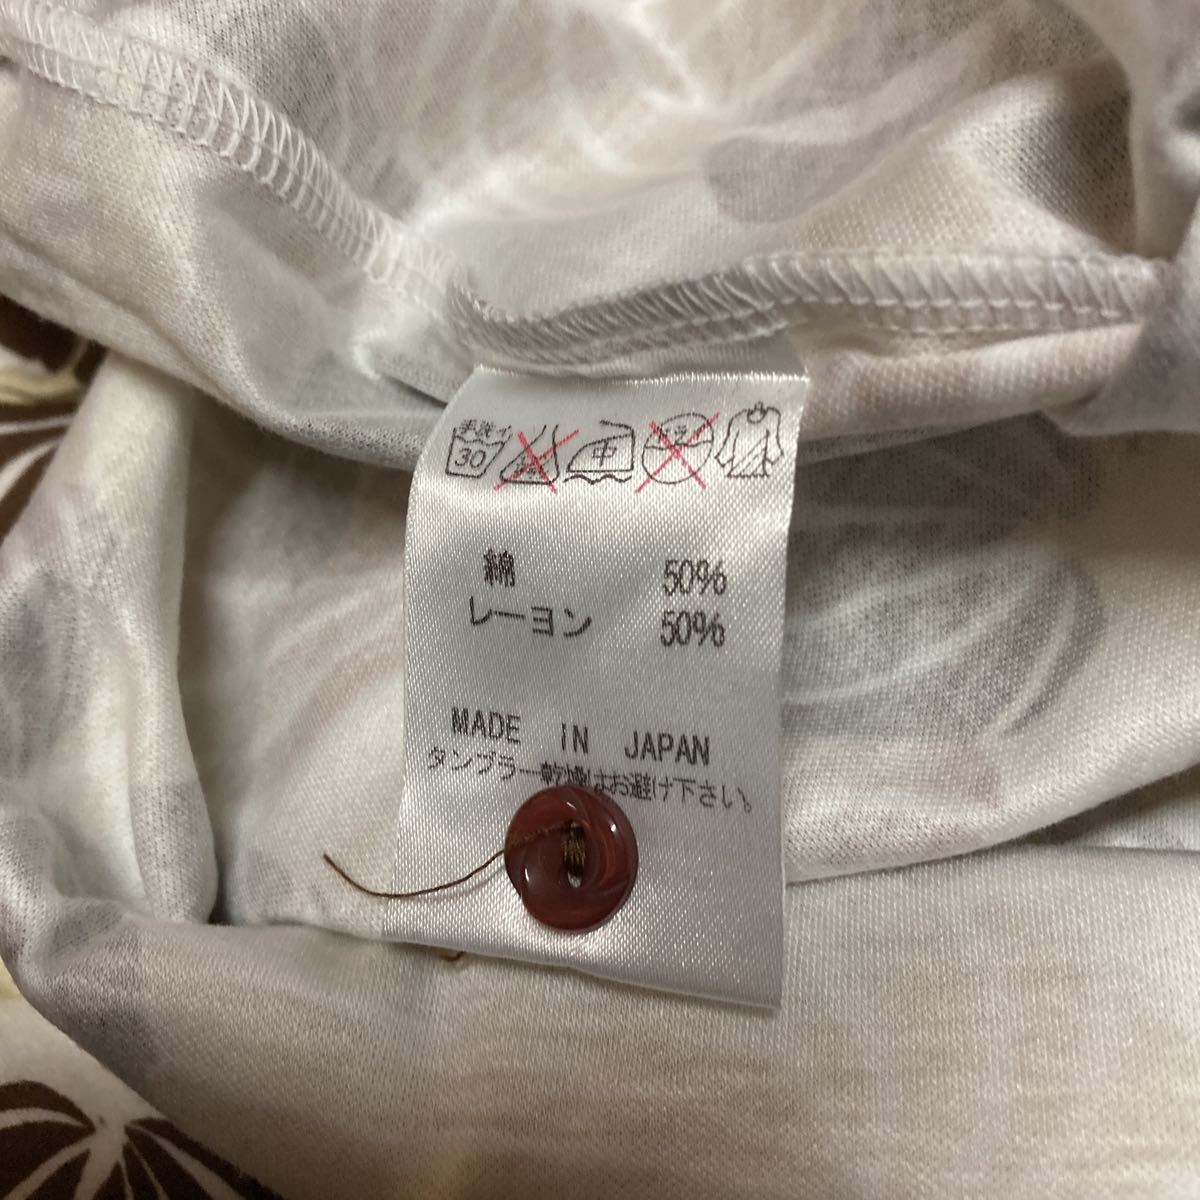 手洗イ 30 中
綿 50%
レーヨン 50%
MADE IN JAPAN
タンブラー乾燥はお避け下さい。